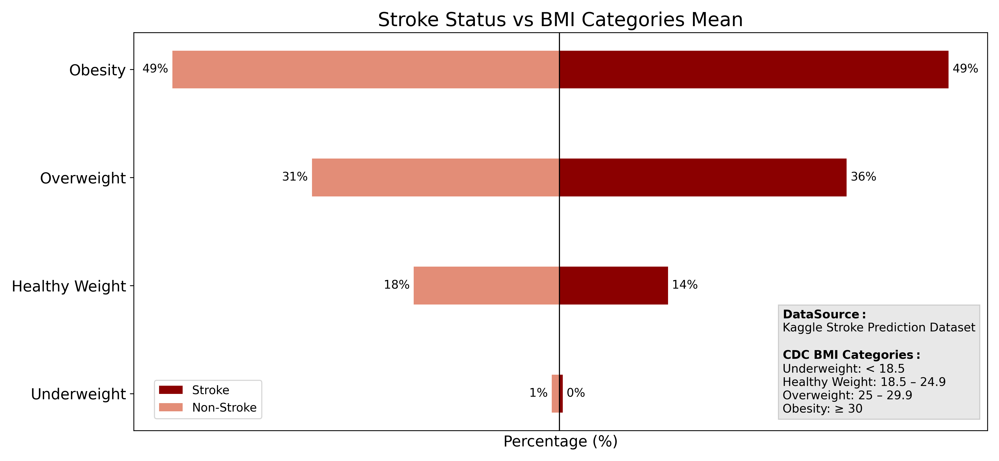 Stroke Status vs BMI Categories Mean
Obesity
49%
49%
Overweight
31%
36%
Healthy Weight
18%
14%
Underweight
1%
0%
Stroke
Non-Stroke
DataSource:
Kaggle Stroke Prediction Dataset
CDC BMI Categories:
Underweight: < 18.5
Healthy Weight: 18.5 – 24.9
Overweight: 25 – 29.9
Obesity: ≥ 30
Percentage (%)